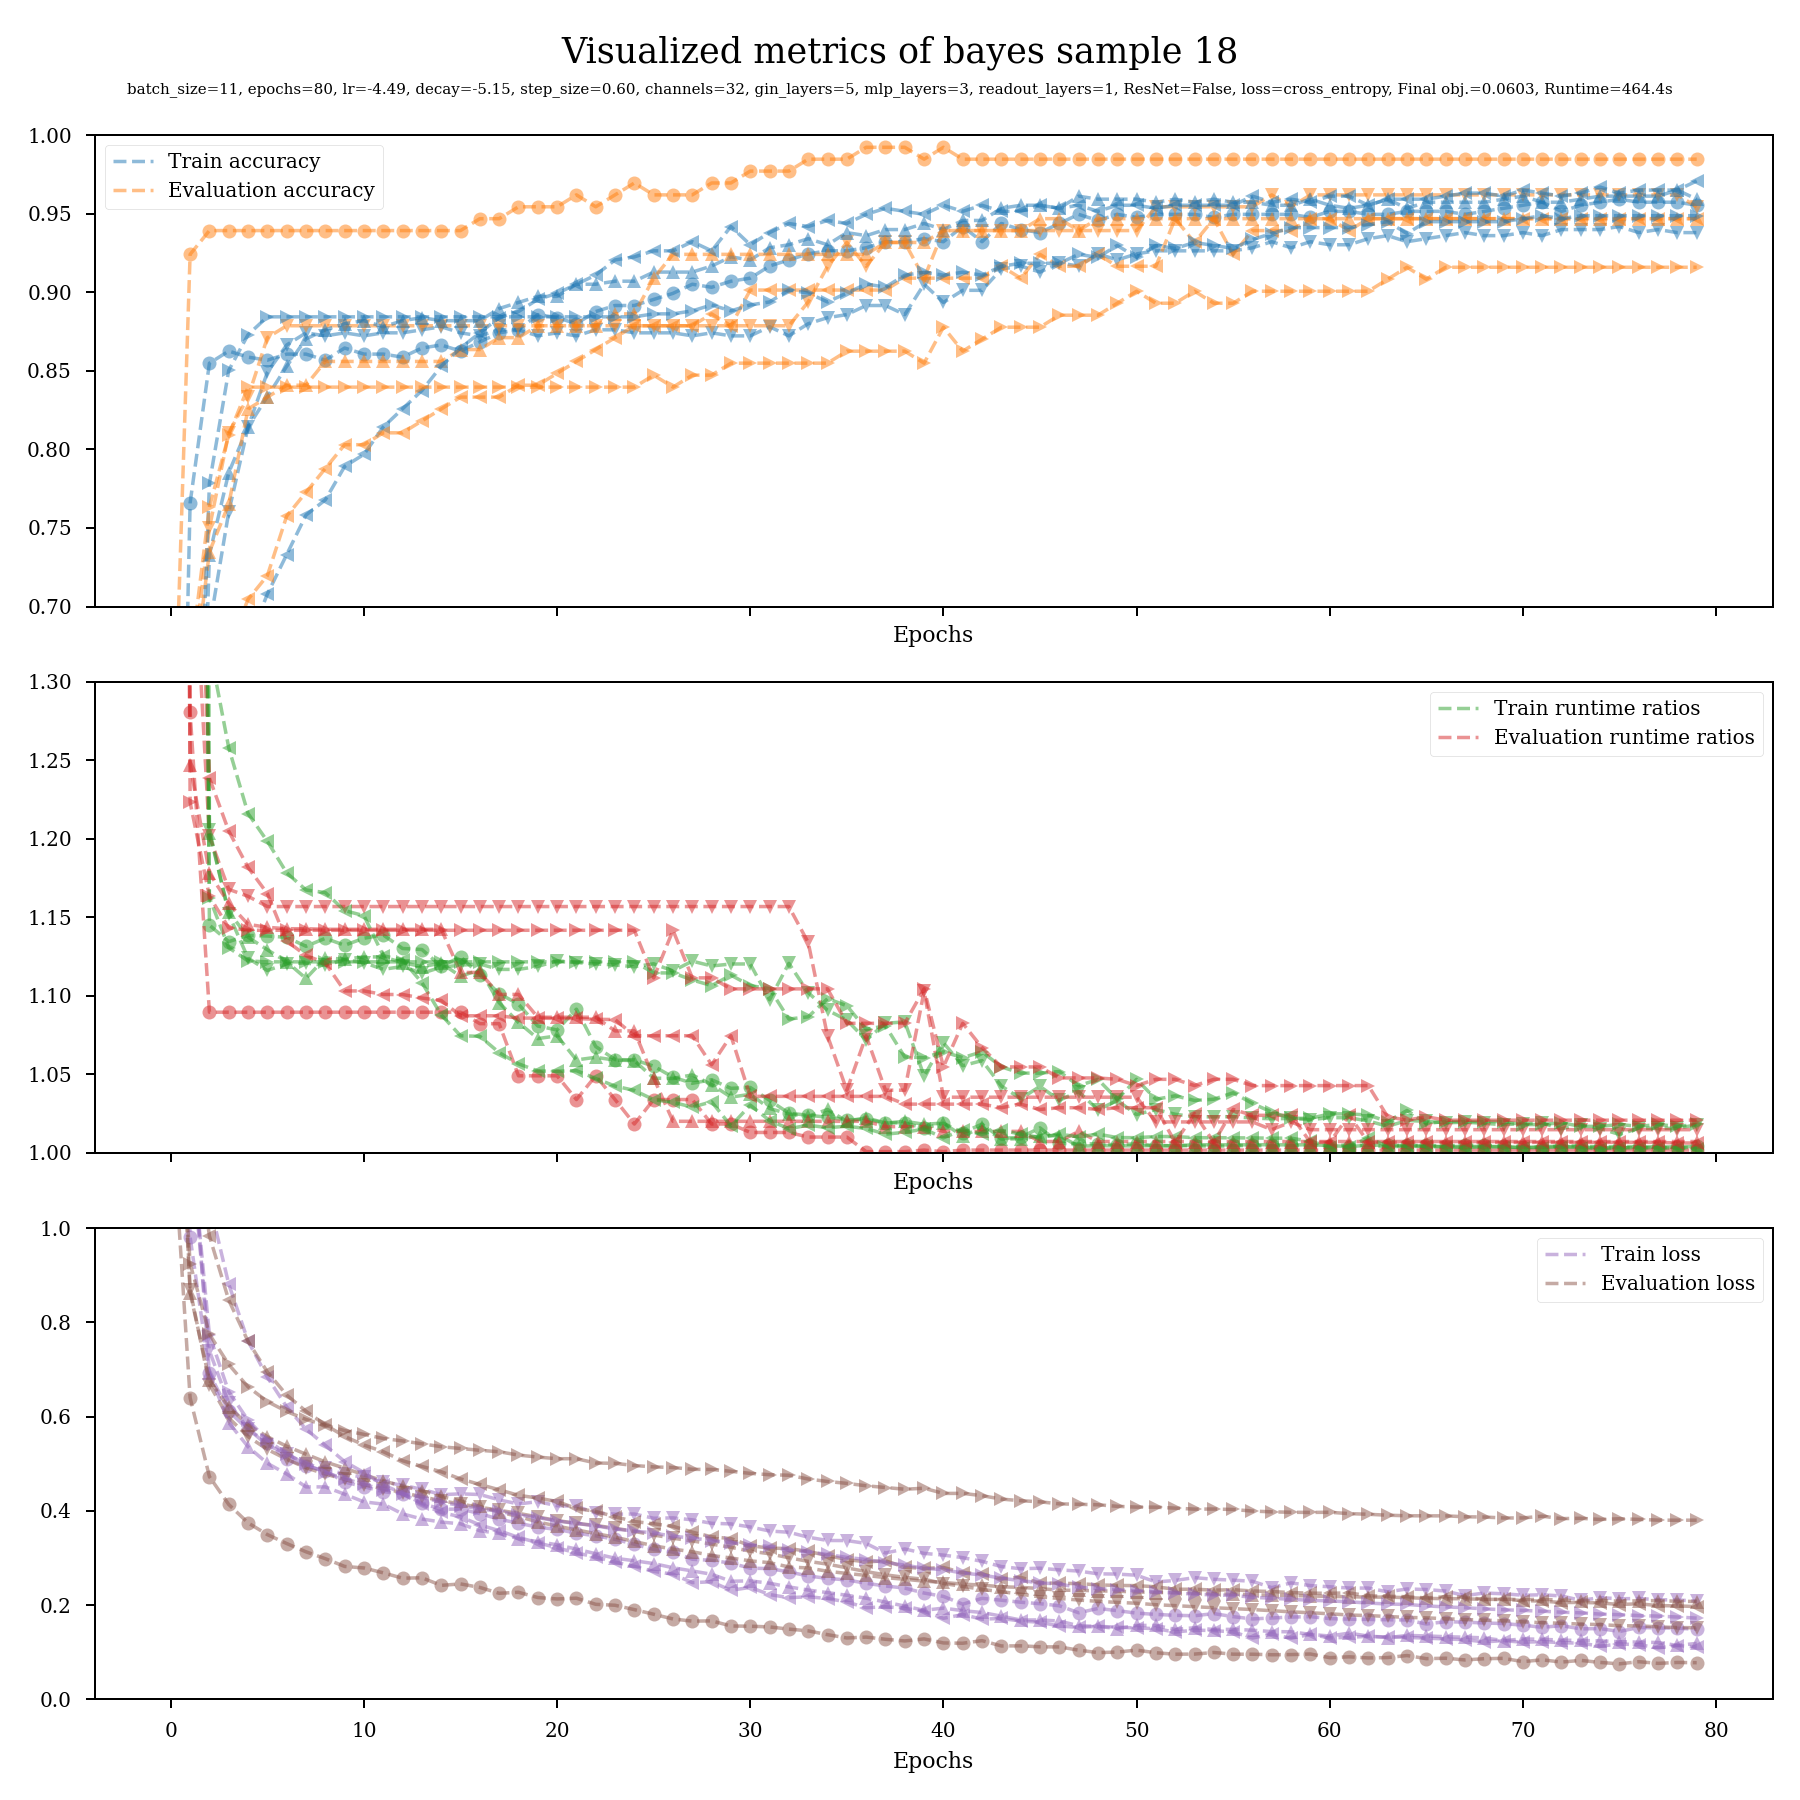 Visualized metrics of bayes sample 18
batch_size=11, epochs=80, lr=-4.49, decay=-5.15, step_size=0.60, channels=32, gin_layers=5, mlp_layers=3, readout_layers=1, ResNet=False, loss=cross_entropy, Final obj.=0.0603, Runtime=464.4s
1.00
0.95
0.90
0.85
0.80
0.75
0.70
Train accuracy
Evaluation accuracy
Epochs
1.30
1.25
1.20
1.15
1.10
1.05
1.00
Train runtime ratios
Evaluation runtime ratios
Epochs
1.0
0.8
0.6
0.4
0.2
0.0
Train loss
Evaluation loss
0 10 20 30 40 50 60 70 80
Epochs